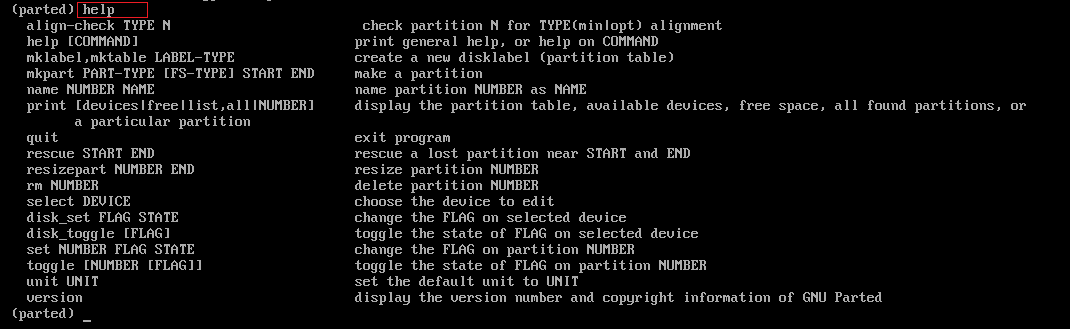 (parted) help
align-check TYPE N                        check partition N for TYPE(min|opt) alignment
help [COMMAND]                           print general help, or help on COMMAND
mklabel,mktable LABEL-TYPE               create a new disklabel (partition table)
mkpart PART-TYPE [FS-TYPE] START END     make a partition
name NUMBER NAME                         name partition NUMBER as NAME
print [devices|free|list,all|NUMBER]     display the partition table, available devices, free space, all found partitions, or
a particular partition
quit                                     exit program
rescue START END                         rescue a lost partition near START and END
resizepart NUMBER END                    resize partition NUMBER
rm NUMBER                                delete partition NUMBER
select DEVICE                            choose the device to edit
disk_set FLAG STATE                      change the FLAG on selected device
disk_toggle [FLAG]                       toggle the state of FLAG on selected device
set NUMBER FLAG STATE                    change the FLAG on partition NUMBER
toggle [NUMBER [FLAG]]                   toggle the state of FLAG on partition NUMBER
unit UNIT                                set the default unit to UNIT
version                                  display the version number and copyright information of GNU Parted
(parted) _